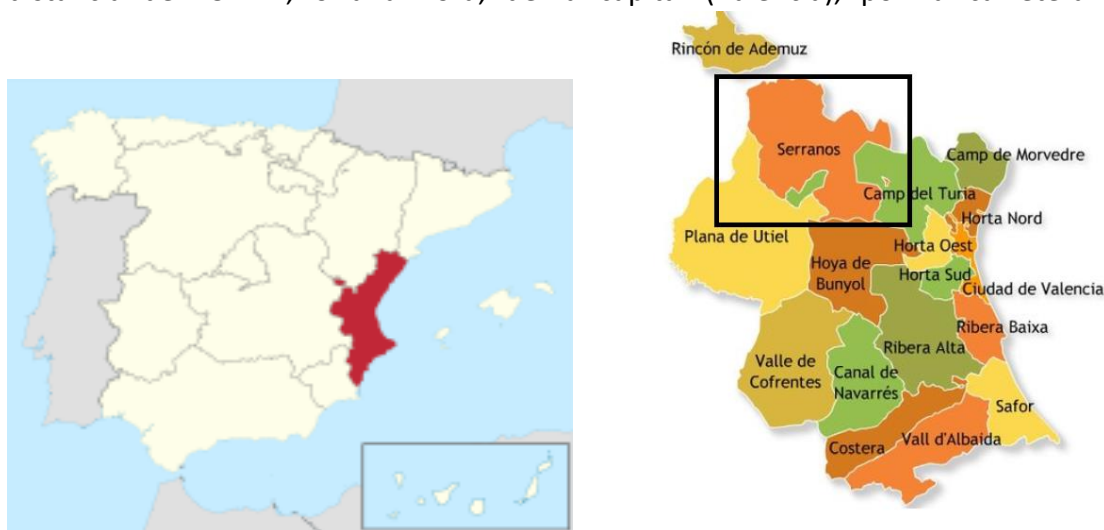 Rincón de Ademuz
Serranos
Camp de Morvedre
Camp del Turia
Horta Nord
Plana de Utiel
Horta Oest
Hoya de
Bunyol
Horta Sud
Ciudad de Valencia
Ribera Baixa
Ribera Alta
Valle de
Cofrentes
Canal de
Navarrés
Safor
Costera
Vall d'Albaida